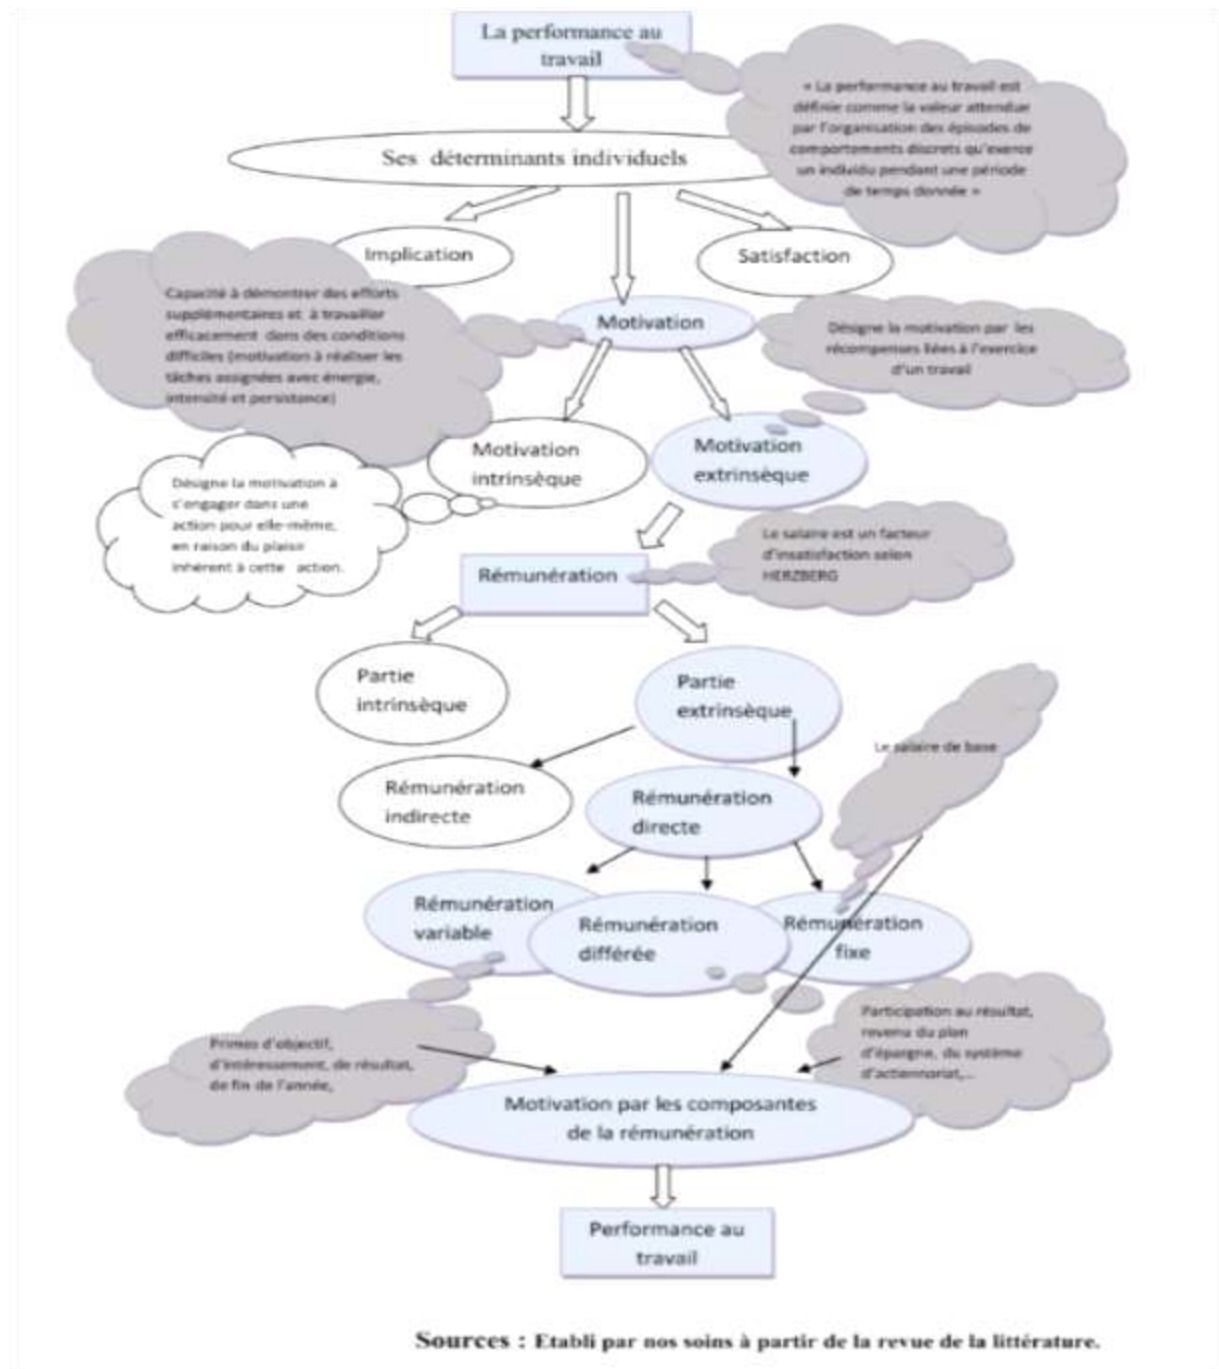 La performance au
travail
« La performance au travail est
définie comme la valeur attendue
par l'organisation des épisodes de
comportements discrets qu'exerce
un individu pendant une période
de temps donnée »
Ses déterminants individuels
Implication
Satisfaction
Capacité à démontrer des efforts
supplémentaires et à travailler
efficacement dans des conditions
difficiles (motivation à réaliser les
tâches assignées avec énergie,
intensité et persistance)
Motivation
Désigne la motivation par les
récompenses liées à l'exercice
d'un travail
Motivation
intrinsèque
Motivation
extrinsèque
Désigne la motivation à
s'engager dans une
action pour elle-même,
en raison du plaisir
inhérent à cette action.
Le salaire est un facteur
d'insatisfaction selon
HERZBERG
Rémunération
Partie
intrinsèque
Partie
extrinsèque
Le salaire de base
Rémunération
indirecte
Rémunération
directe
Rémunération
variable
Rémunération
différée
Rémunération
fixe
Primes d'objectif,
d'intéressement, de résultat,
de fin de l'année,
Participation au résultat,
revenu du plan
d'épargne, du système
d'actionnariat,...
Motivation par les composantes
de la rémunération
Performance au
travail
Sources : Etabli par nos soins à partir de la revue de la littérature.